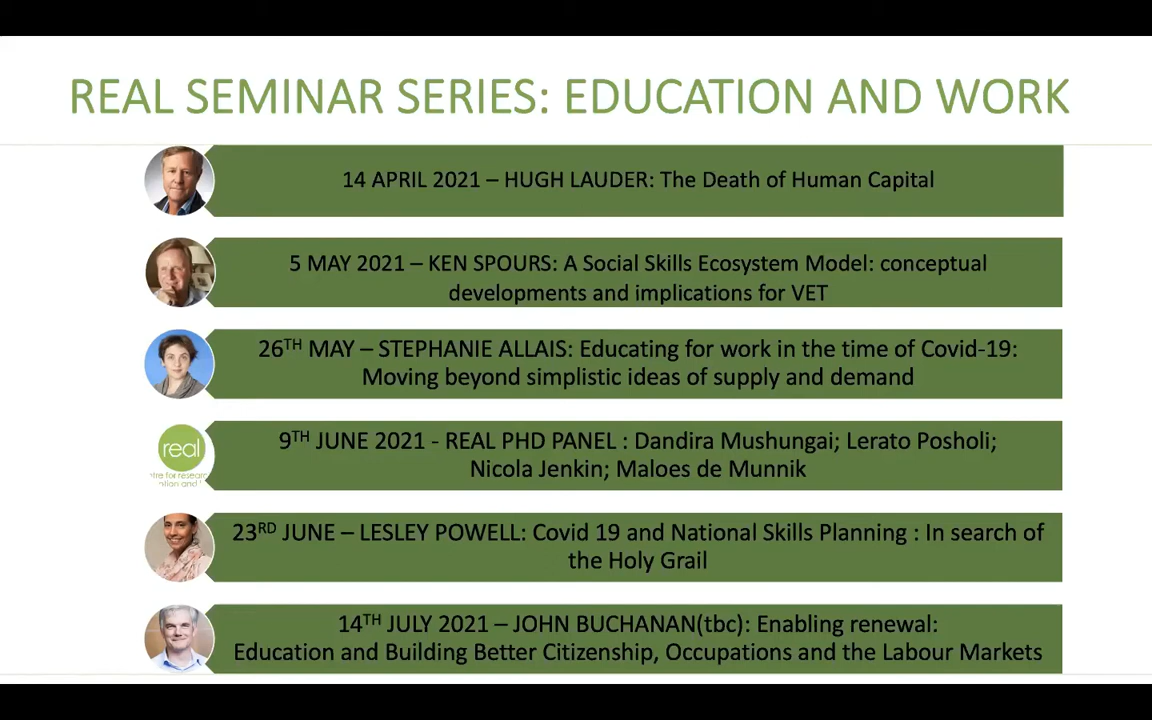 REAL SEMINAR SERIES: EDUCATION AND WORK
14 APRIL 2021 – HUGH LAUDER: The Death of Human Capital
5 MAY 2021 – KEN SPOURS: A Social Skills Ecosystem Model: conceptual
developments and implications for VET
26TH MAY – STEPHANIE ALLAIS: Educating for work in the time of Covid-19:
Moving beyond simplistic ideas of supply and demand
real
tre for researc
9TH JUNE 2021 - REAL PHD PANEL : Dandira Mushungai; Lerato Posholi;
Nicola Jenkin; Maloes de Munnik
23RD JUNE – LESLEY POWELL: Covid 19 and National Skills Planning : In search of
the Holy Grail
14TH JULY 2021 – JOHN BUCHANAN(tbc): Enabling renewal:
Education and Building Better Citizenship, Occupations and the Labour Markets